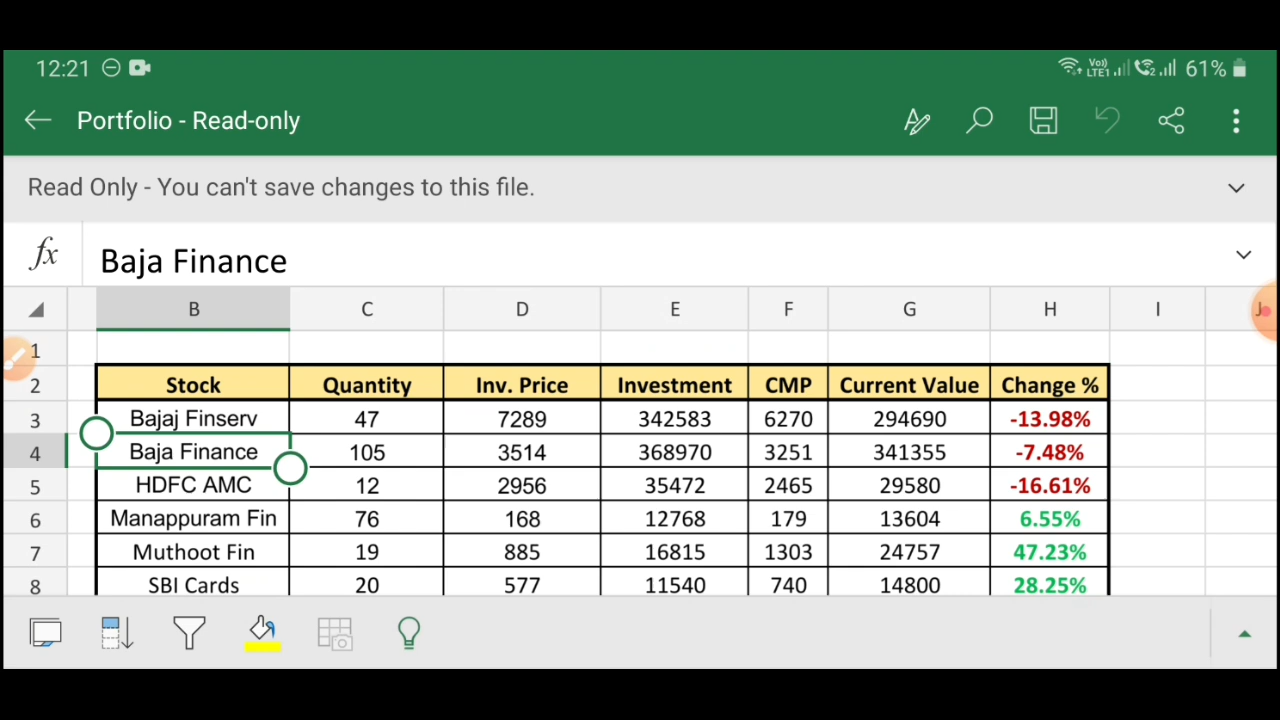 12:21 Vo)) LTE1 2 61%
Portfolio - Read-only
Read Only - You can't save changes to this file.
fx Baja Finance
B C D E F G H I J
1
2 Stock Quantity Inv. Price Investment CMP Current Value Change %
3 Bajaj Finserv 47 7289 342583 6270 294690 -13.98%
4 Baja Finance 105 3514 368970 3251 341355 -7.48%
5 HDFC AMC 12 2956 35472 2465 29580 -16.61%
6 Manappuram Fin 76 168 12768 179 13604 6.55%
7 Muthoot Fin 19 885 16815 1303 24757 47.23%
8 SBI Cards 20 577 11540 740 14800 28.25%